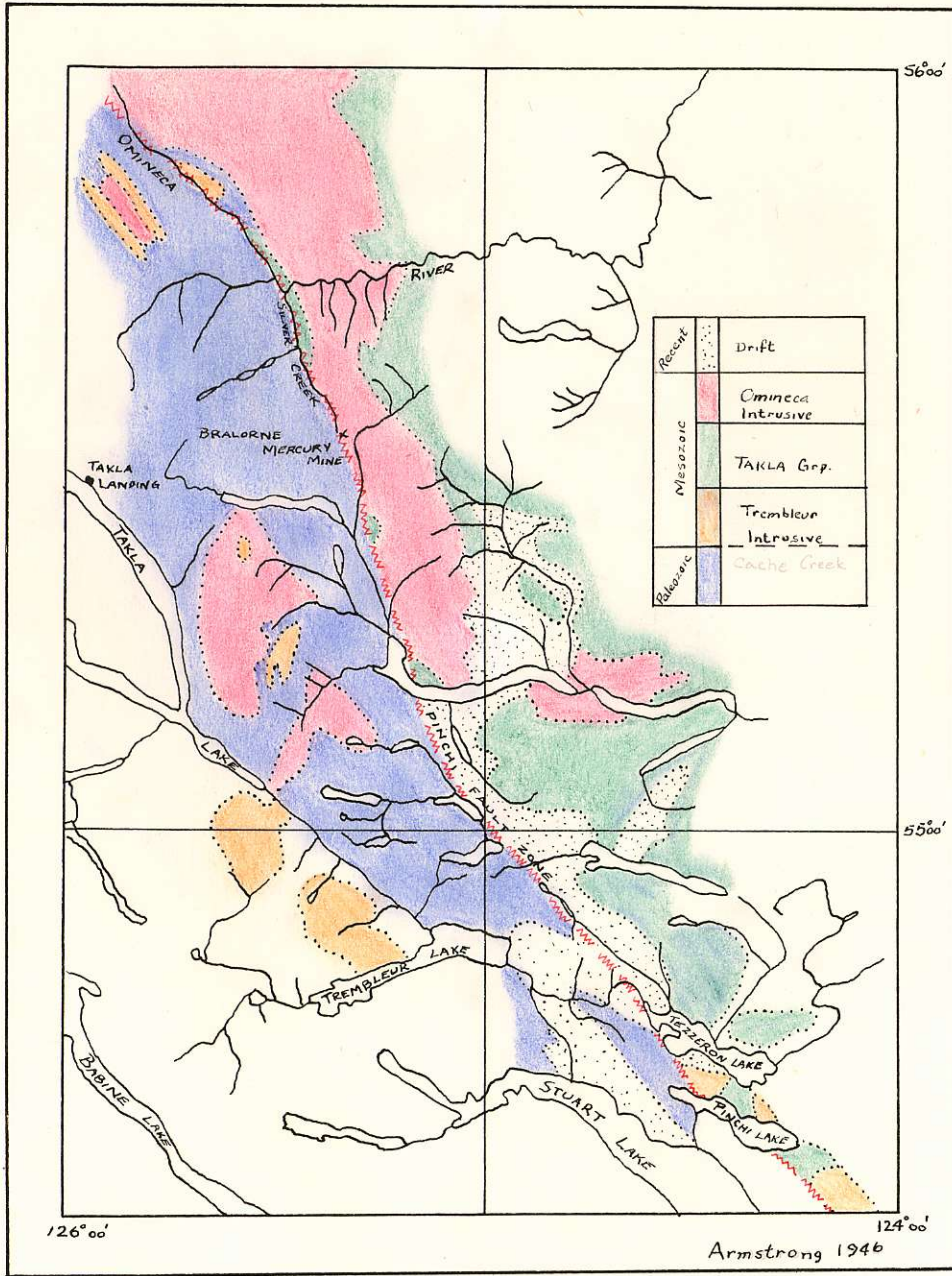 56°00'
OMINECA
RIVER
SILVER
CREEK
Recent
Drift
Mesozoic
Omineca
Intrusive
TAKLA Grp.
Trembleur
Intrusive
Paleozoic
Cache Creek
BRALORNE
MERCURY
MINE
TAKLA
LANDING
TAKLA
LAKE
PINCHI
FAULT
ZONE
55°00'
TREMBLEUR LAKE
TEZZERON LAKE
PINCHI LAKE
BABINE LAKE
STUART LAKE
126°00'
124°00'
Armstrong 1946